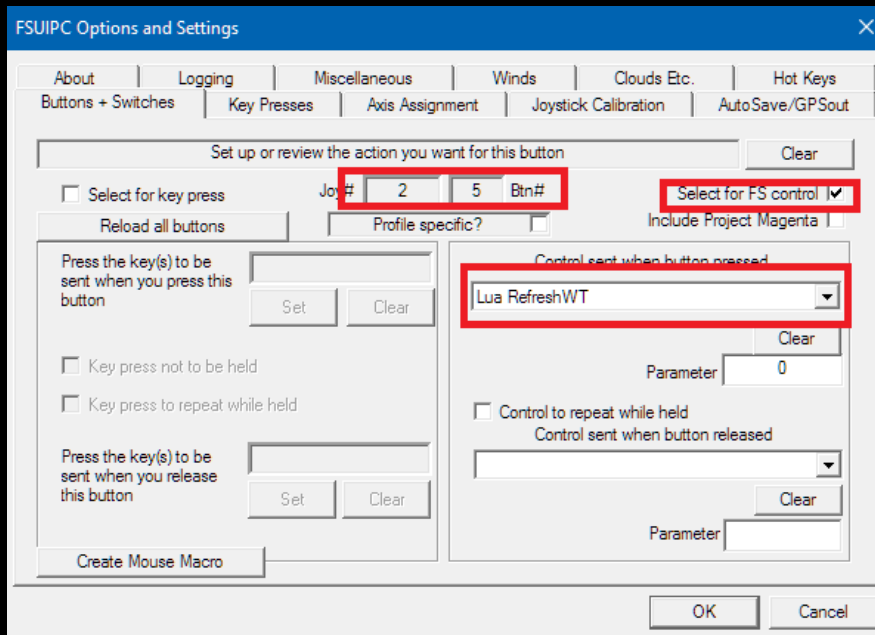 FSUIPC Options and Settings
About Logging Miscellaneous Winds Clouds Etc. Hot Keys
Buttons + Switches Key Presses Axis Assignment Joystick Calibration AutoSave/GPSout
Set up or review the action you want for this button Clear
Select for key press Joy# 2 5 Btn# Select for FS control
Reload all buttons Profile specific? Include Project Magenta
Press the key(s) to be
sent when you press this
button
Set Clear
Key press not to be held
Key press to repeat while held
Press the key(s) to be
sent when you release
this button
Set Clear
Create Mouse Macro
Control sent when button pressed
Lua RefreshWT
Clear
Parameter 0
Control to repeat while held
Control sent when button released
Clear
Parameter
OK Cancel